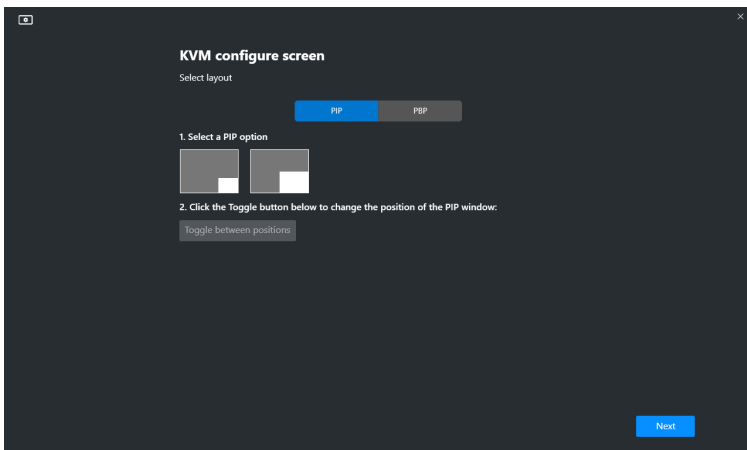 KVM configure screen
Select layout
PIP PBP
1. Select a PIP option
2. Click the Toggle button below to change the position of the PIP window:
Toggle between positions
Next